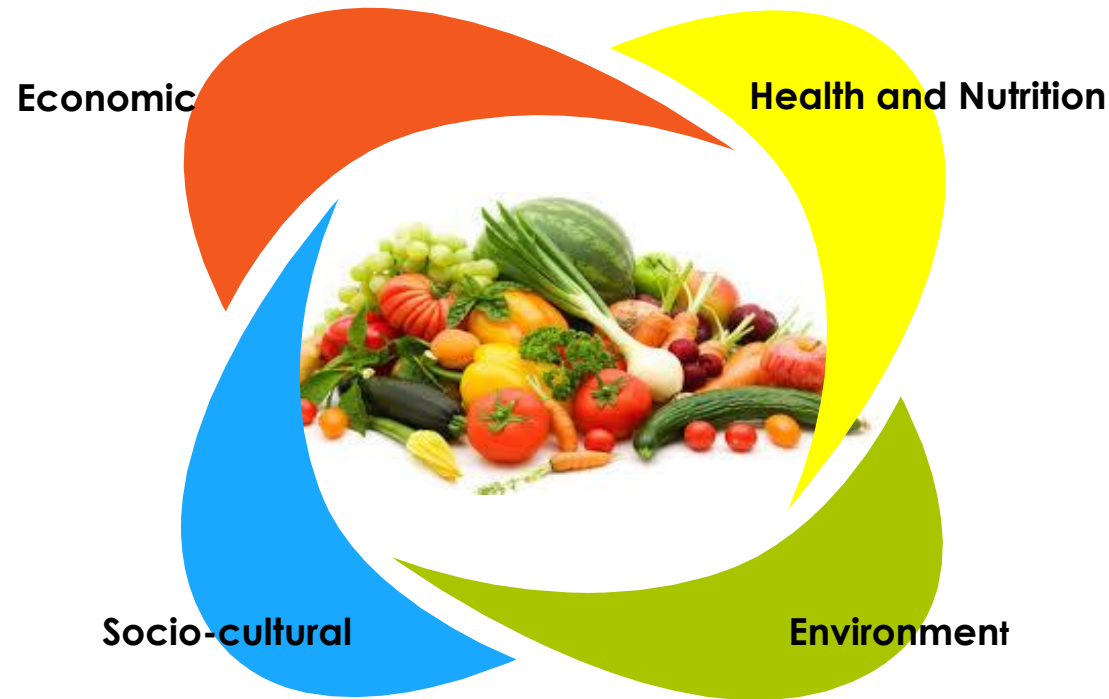 Economic
Health and Nutrition
Socio-cultural
Environment